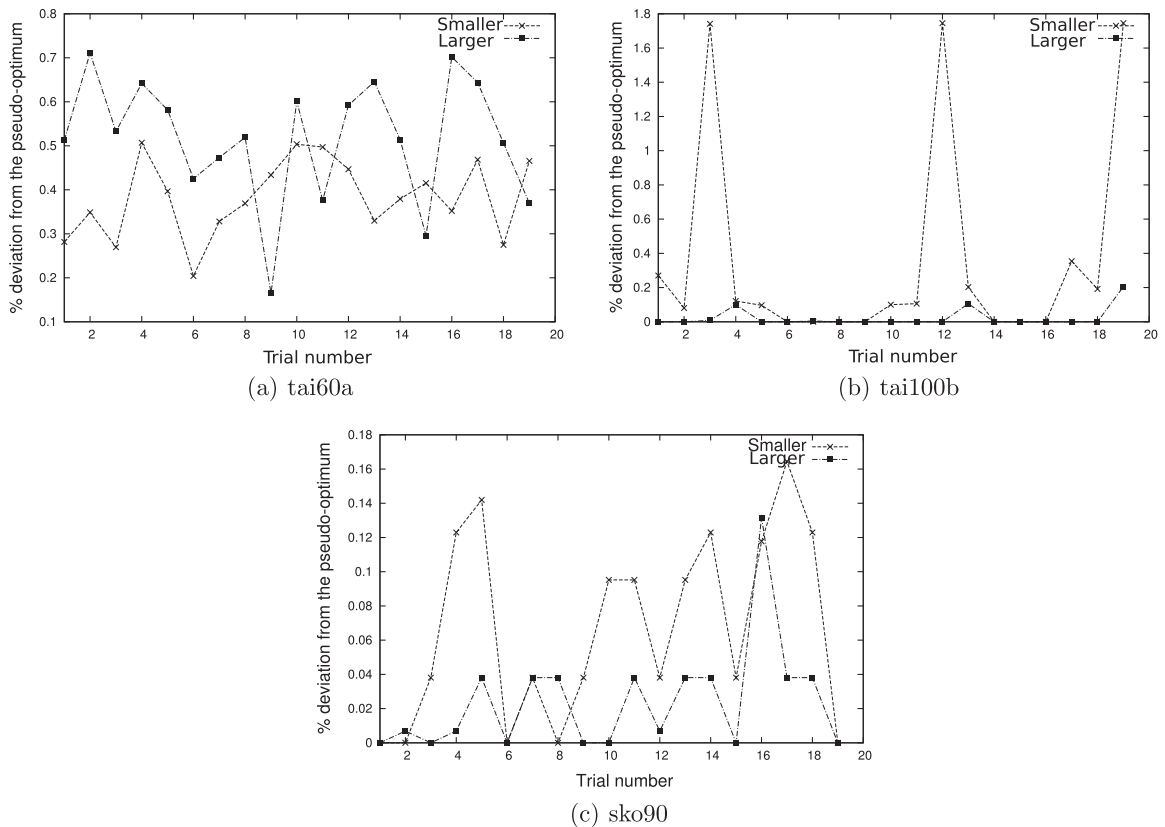 0.8
0.7
0.6
0.5
0.4
0.3
0.2
0.1
% deviation from the pseudo-optimum
Smaller
Larger
2 4 6 8 10 12 14 16 18 20
Trial number
(a) tai60a
1.8
1.6
1.4
1.2
1
0.8
0.6
0.4
0.2
0
% deviation from the pseudo-optimum
Smaller
Larger
2 4 6 8 10 12 14 16 18 20
Trial number
(b) tai100b
0.18
0.16
0.14
0.12
0.1
0.08
0.06
0.04
0.02
0
% deviation from the pseudo-optimum
Smaller
Larger
2 4 6 8 10 12 14 16 18 20
Trial number
(c) sko90